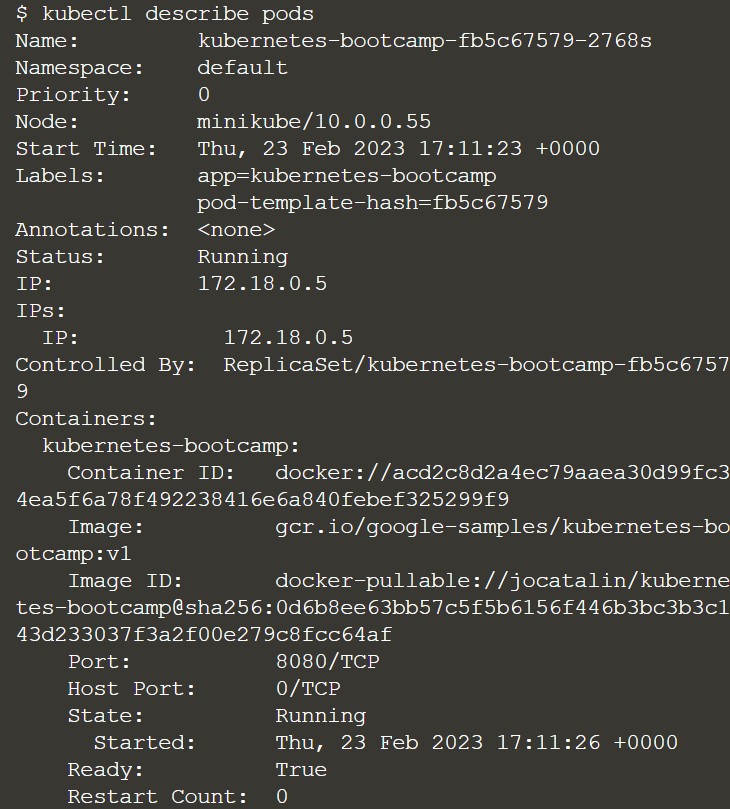 $ kubectl describe pods
Name:         kubernetes-bootcamp-fb5c67579-2768s
Namespace:    default
Priority:     0
Node:         minikube/10.0.0.55
Start Time:   Thu, 23 Feb 2023 17:11:23 +0000
Labels:       app=kubernetes-bootcamp
              pod-template-hash=fb5c67579
Annotations:  <none>
Status:       Running
IP:           172.18.0.5
IPs:
  IP:           172.18.0.5
Controlled By:  ReplicaSet/kubernetes-bootcamp-fb5c6757
9
Containers:
  kubernetes-bootcamp:
    Container ID:   docker://acd2c8d2a4ec79aaea30d99fc3
4ea5f6a78f492238416e6a840febef325299f9
    Image:          gcr.io/google-samples/kubernetes-bo
otcamp:v1
    Image ID:       docker-pullable://jocatalin/kuberne
tes-bootcamp@sha256:0d6b8ee63bb57c5f5b6156f446b3bc3b3c1
43d233037f3a2f00e279c8fcc64af
    Port:           8080/TCP
    Host Port:      0/TCP
    State:          Running
      Started:      Thu, 23 Feb 2023 17:11:26 +0000
    Ready:          True
    Restart Count:  0